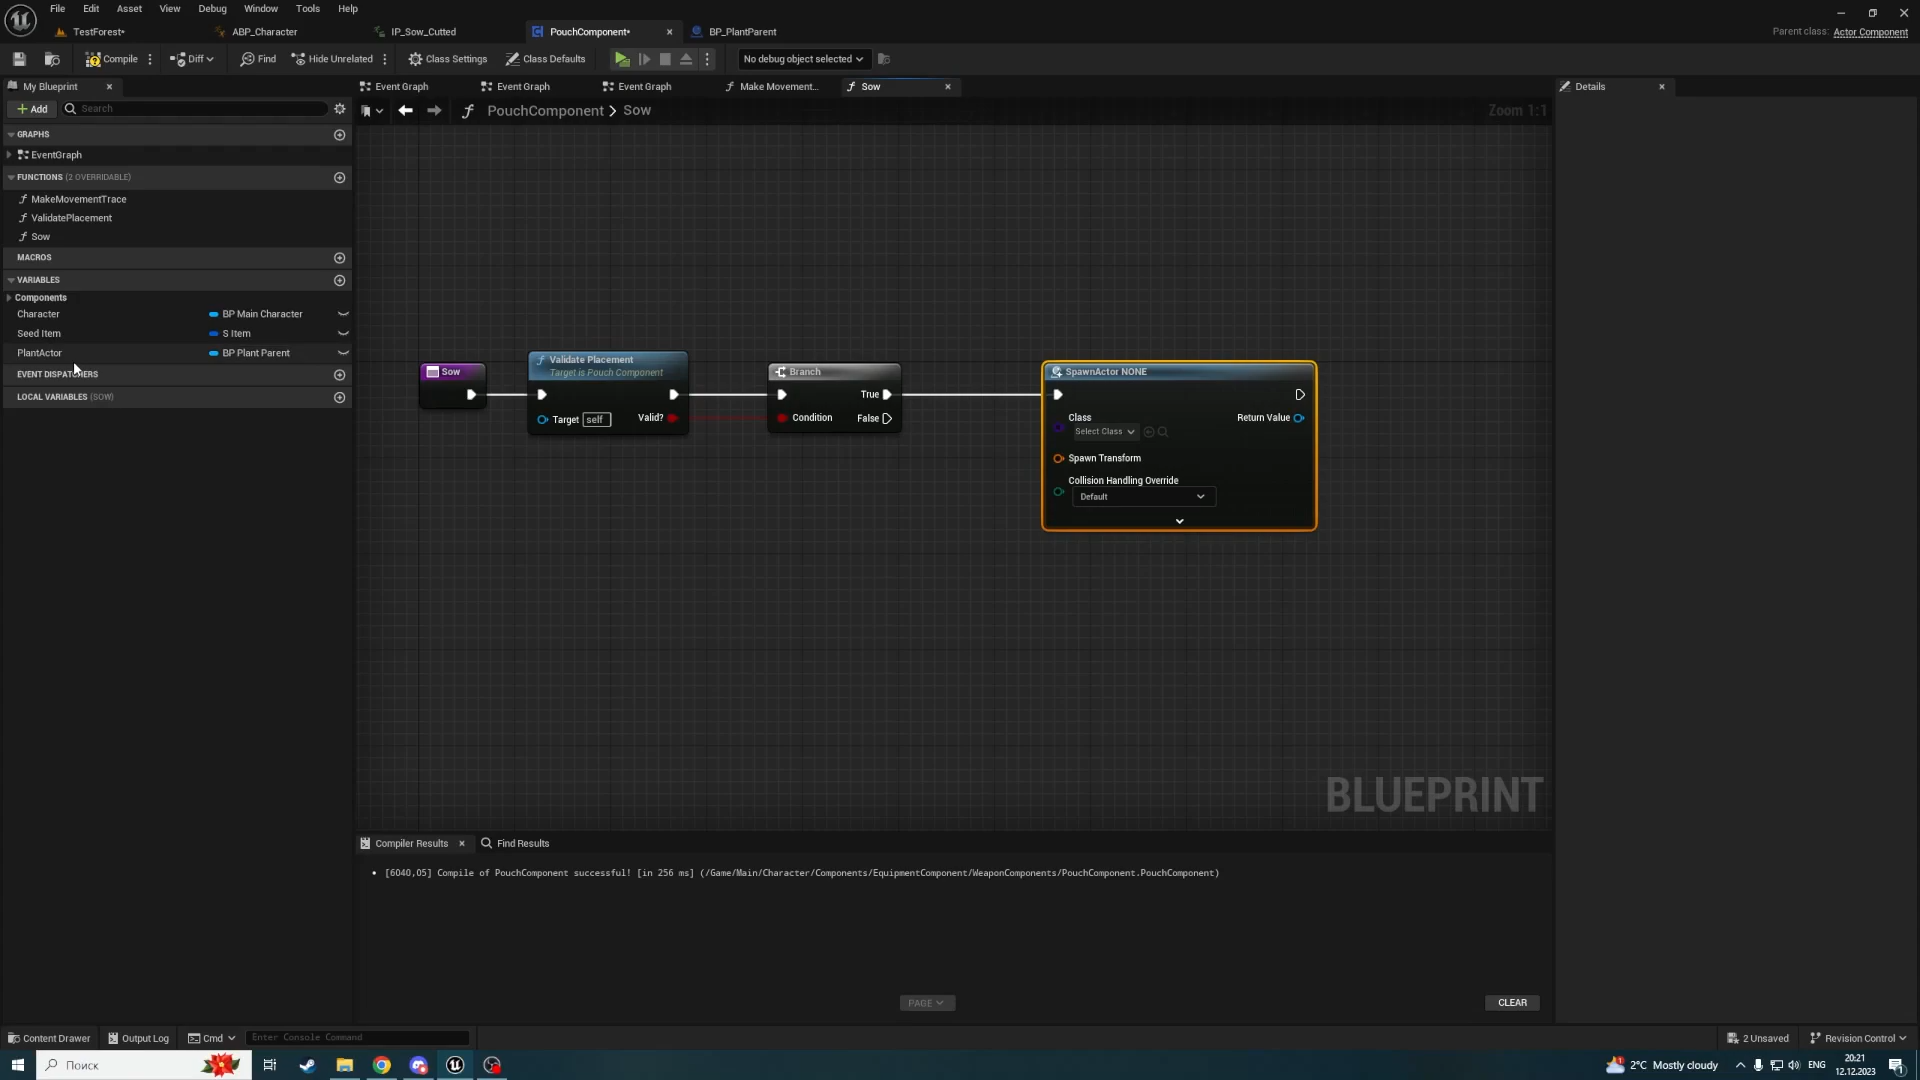 File Edit Asset View Debug Window Tools Help
TestForest* ABP_Character IP_Sow_Cutted PouchComponent* BP_PlantParent
Parent class: Actor Component
Compile Diff Find Hide Unrelated Class Settings Class Defaults No debug object selected
My Blueprint Event Graph Event Graph Event Graph Make Movement... Sow Details
Add Search
PouchComponent > Sow Zoom 1:1
GRAPHS
EventGraph
FUNCTIONS (2 OVERRIDABLE)
MakeMovementTrace
ValidatePlacement
Sow
MACROS
VARIABLES
Components
Character BP Main Character
Seed Item S Item
PlantActor BP Plant Parent
EVENT DISPATCHERS
LOCAL VARIABLES (SOW)
Sow
Validate Placement
Target is Pouch Component
Target self Valid?
Branch
True
Condition False
SpawnActor NONE
Class Return Value
Select Class
Spawn Transform
Collision Handling Override
Default
BLUEPRINT
Compiler Results Find Results
• [6040,05] Compile of PouchComponent successful! [in 256 ms] (/Game/Main/Character/Components/EquipmentComponent/WeaponComponents/PouchComponent.PouchComponent)
PAGE CLEAR
Content Drawer Output Log Cmd Enter Console Command 2 Unsaved Revision Control
Поиск 2°C Mostly cloudy ENG 20:21
12.12.2023